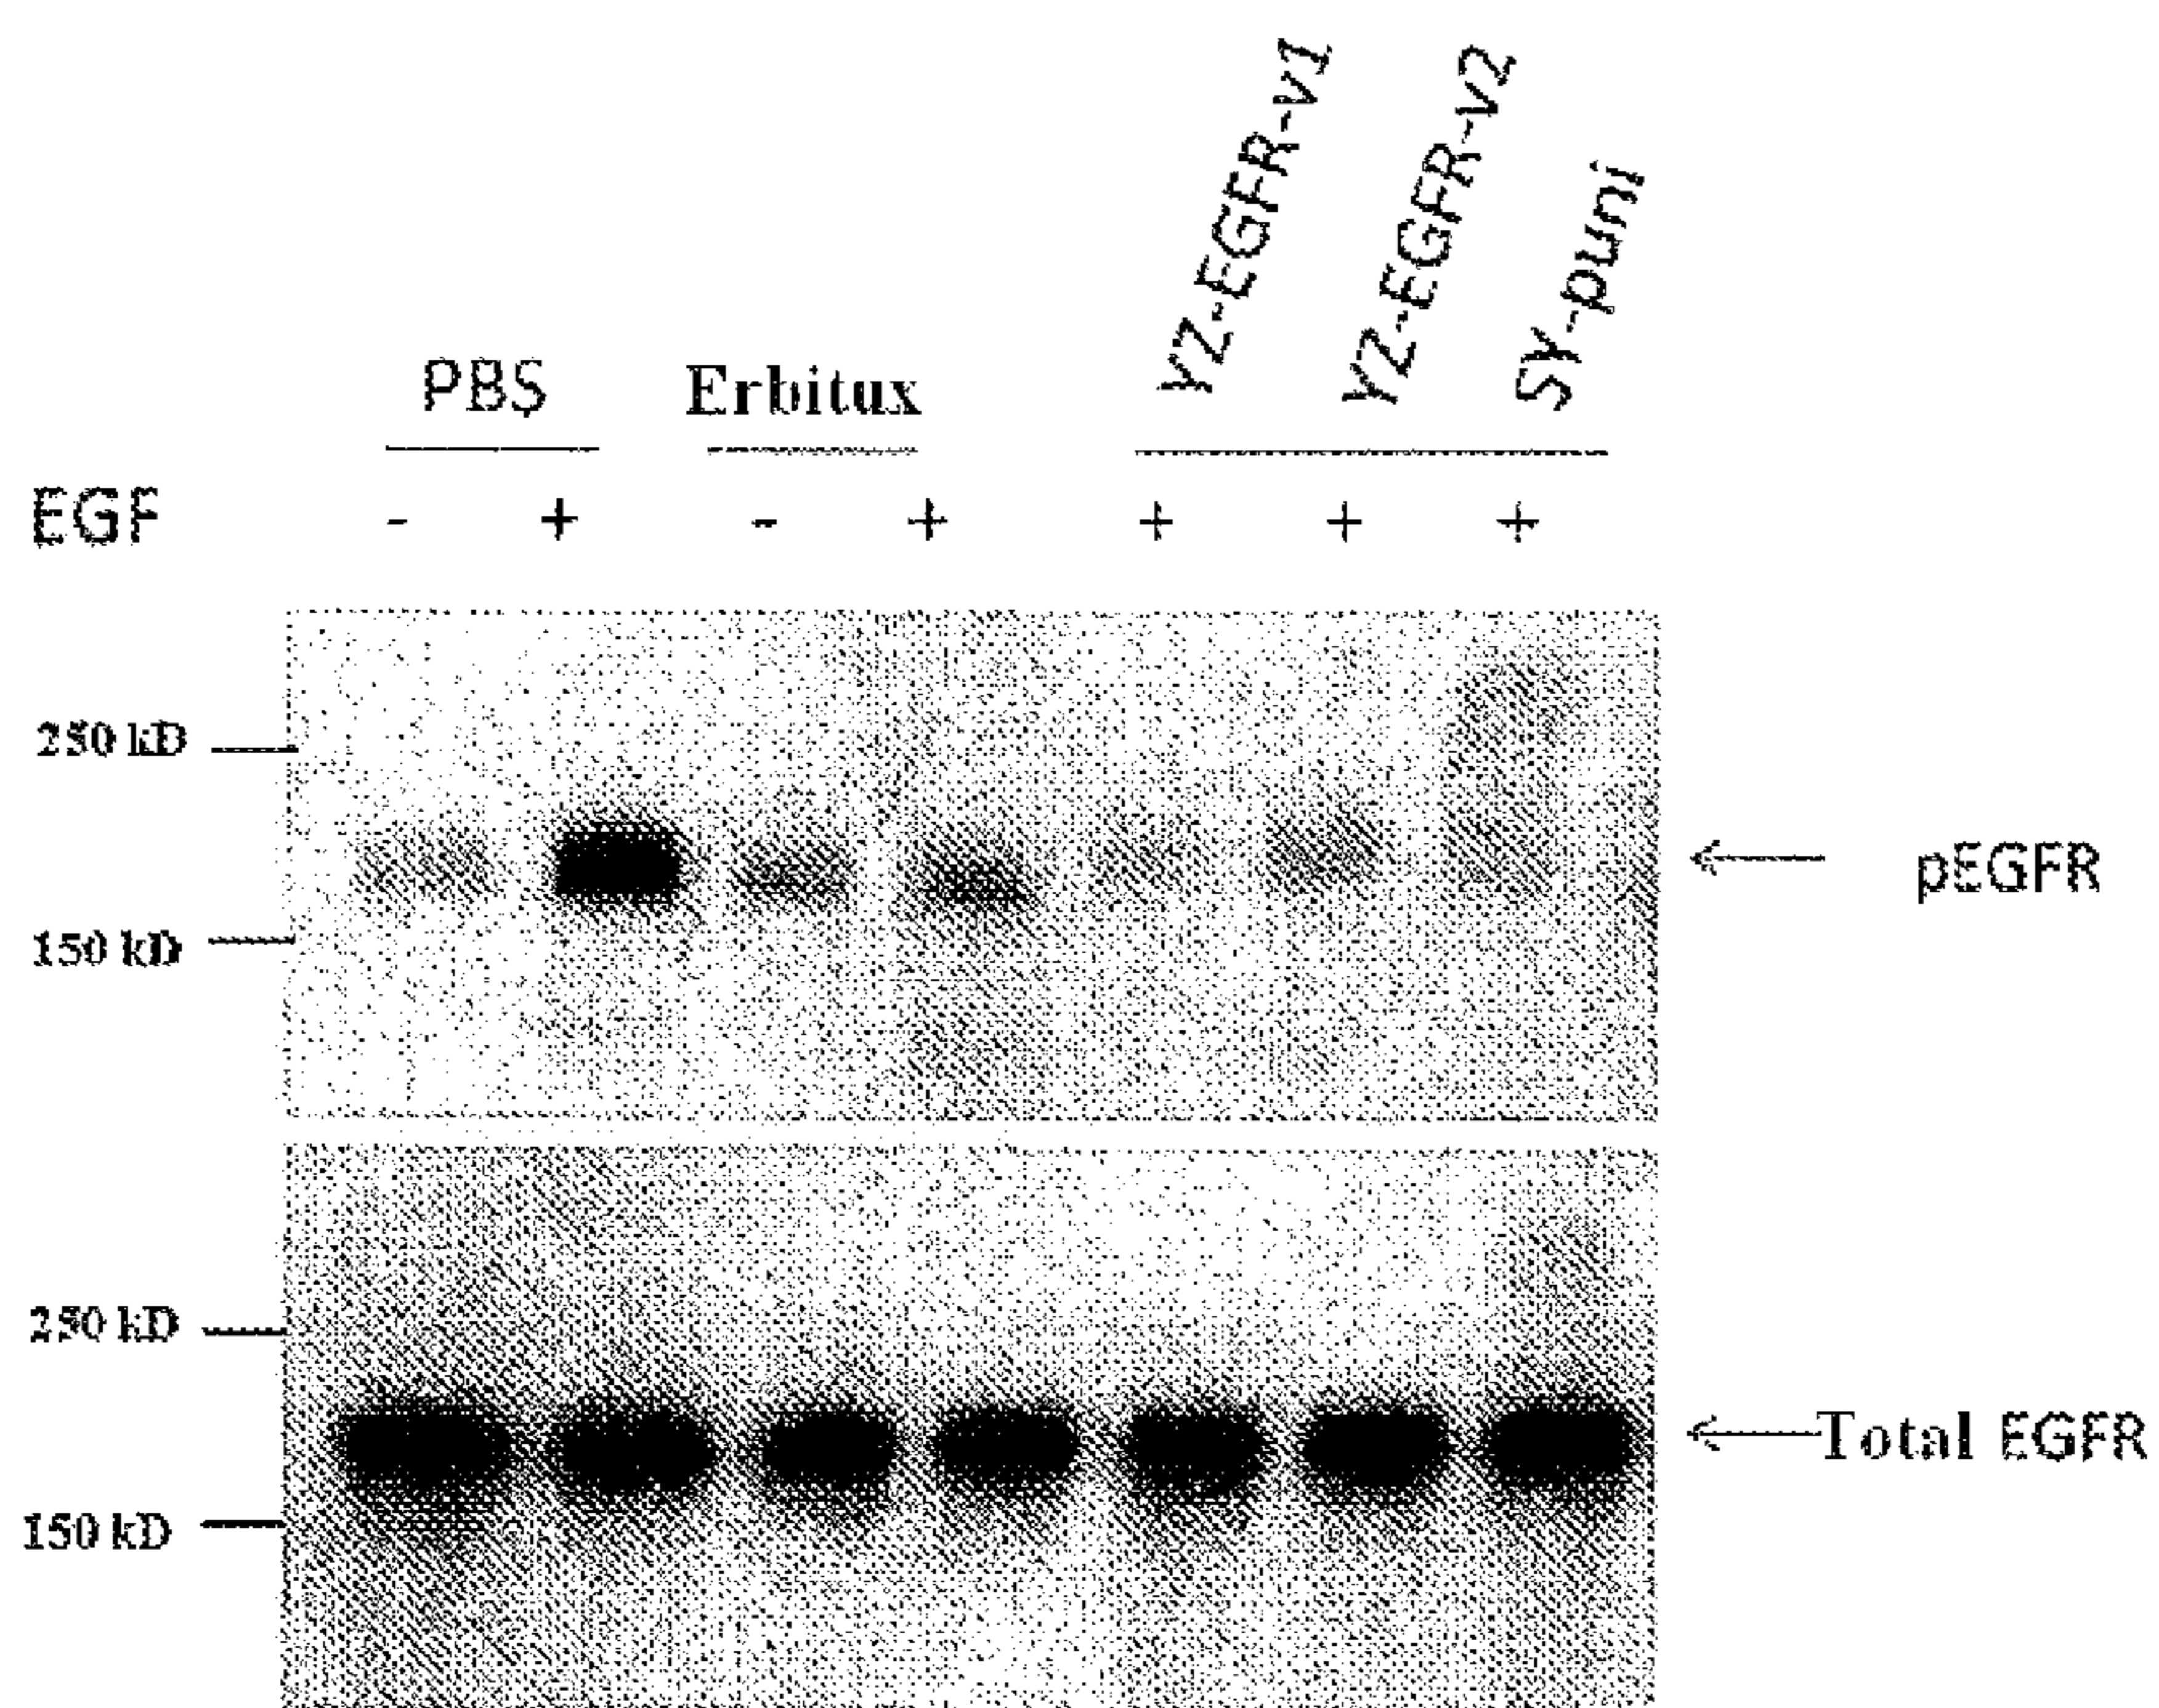 YZ-EGFR-v1
YZ-EGFR-v2
SY-puni
PBS
Erbitux
EGF - + - + + + +
250 kD
150 kD
pEGFR
250 kD
150 kD
Total EGFR